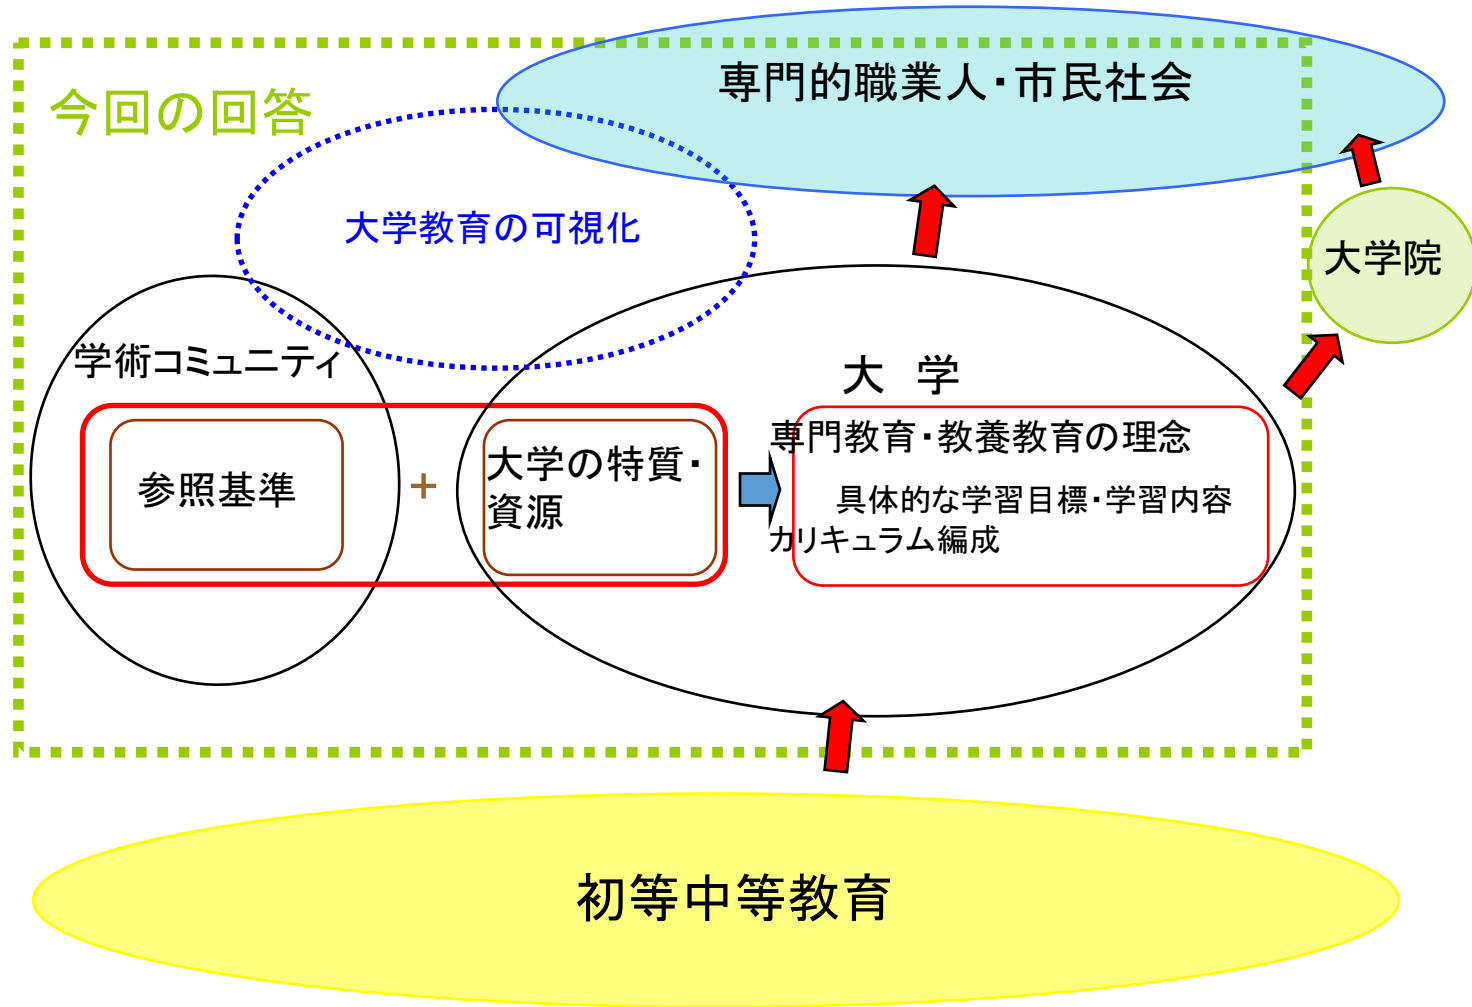 専門的職業人・市民社会
今回の回答
大学教育の可視化
大学院
学術コミュニティ
大　学
参照基準
+
大学の特質・
資源
専門教育・教養教育の理念
具体的な学習目標・学習内容
カリキュラム編成
初等中等教育